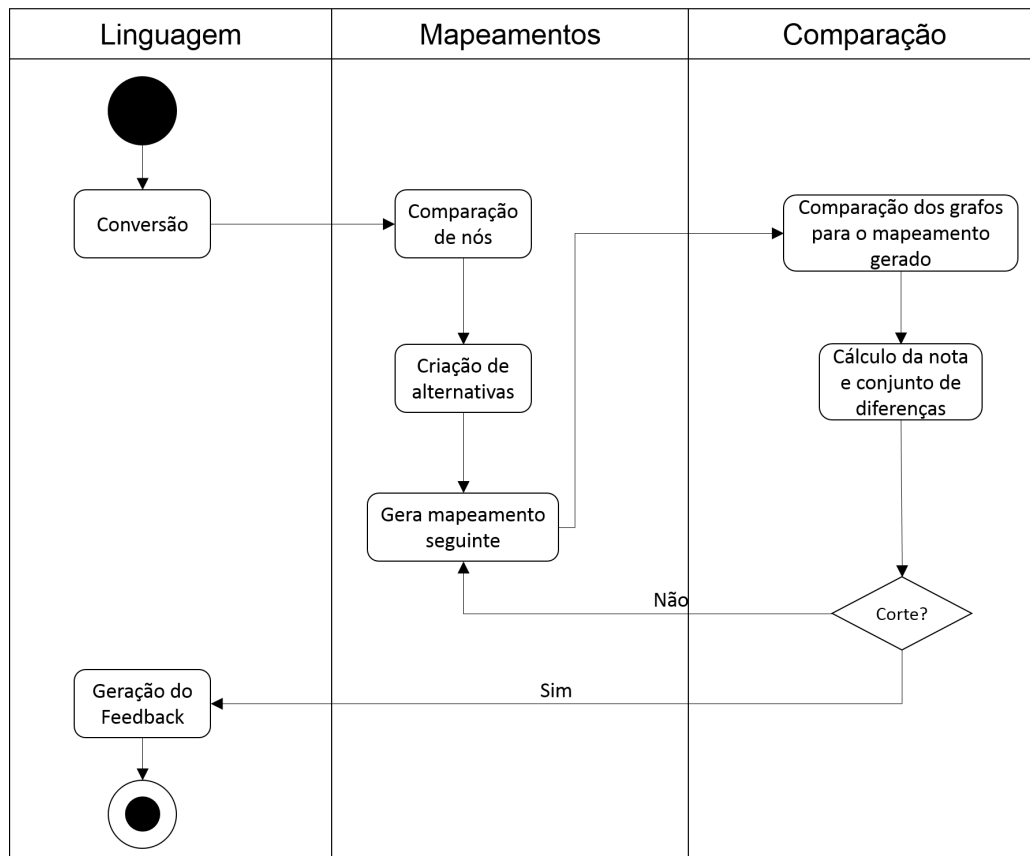 Linguagem
Mapeamentos
Comparação
Conversão
Comparação
de nós
Comparação dos grafos
para o mapeamento
gerado
Criação de
alternativas
Cálculo da nota
e conjunto de
diferenças
Gera mapeamento
seguinte
Não
Corte?
Geração do
Feedback
Sim